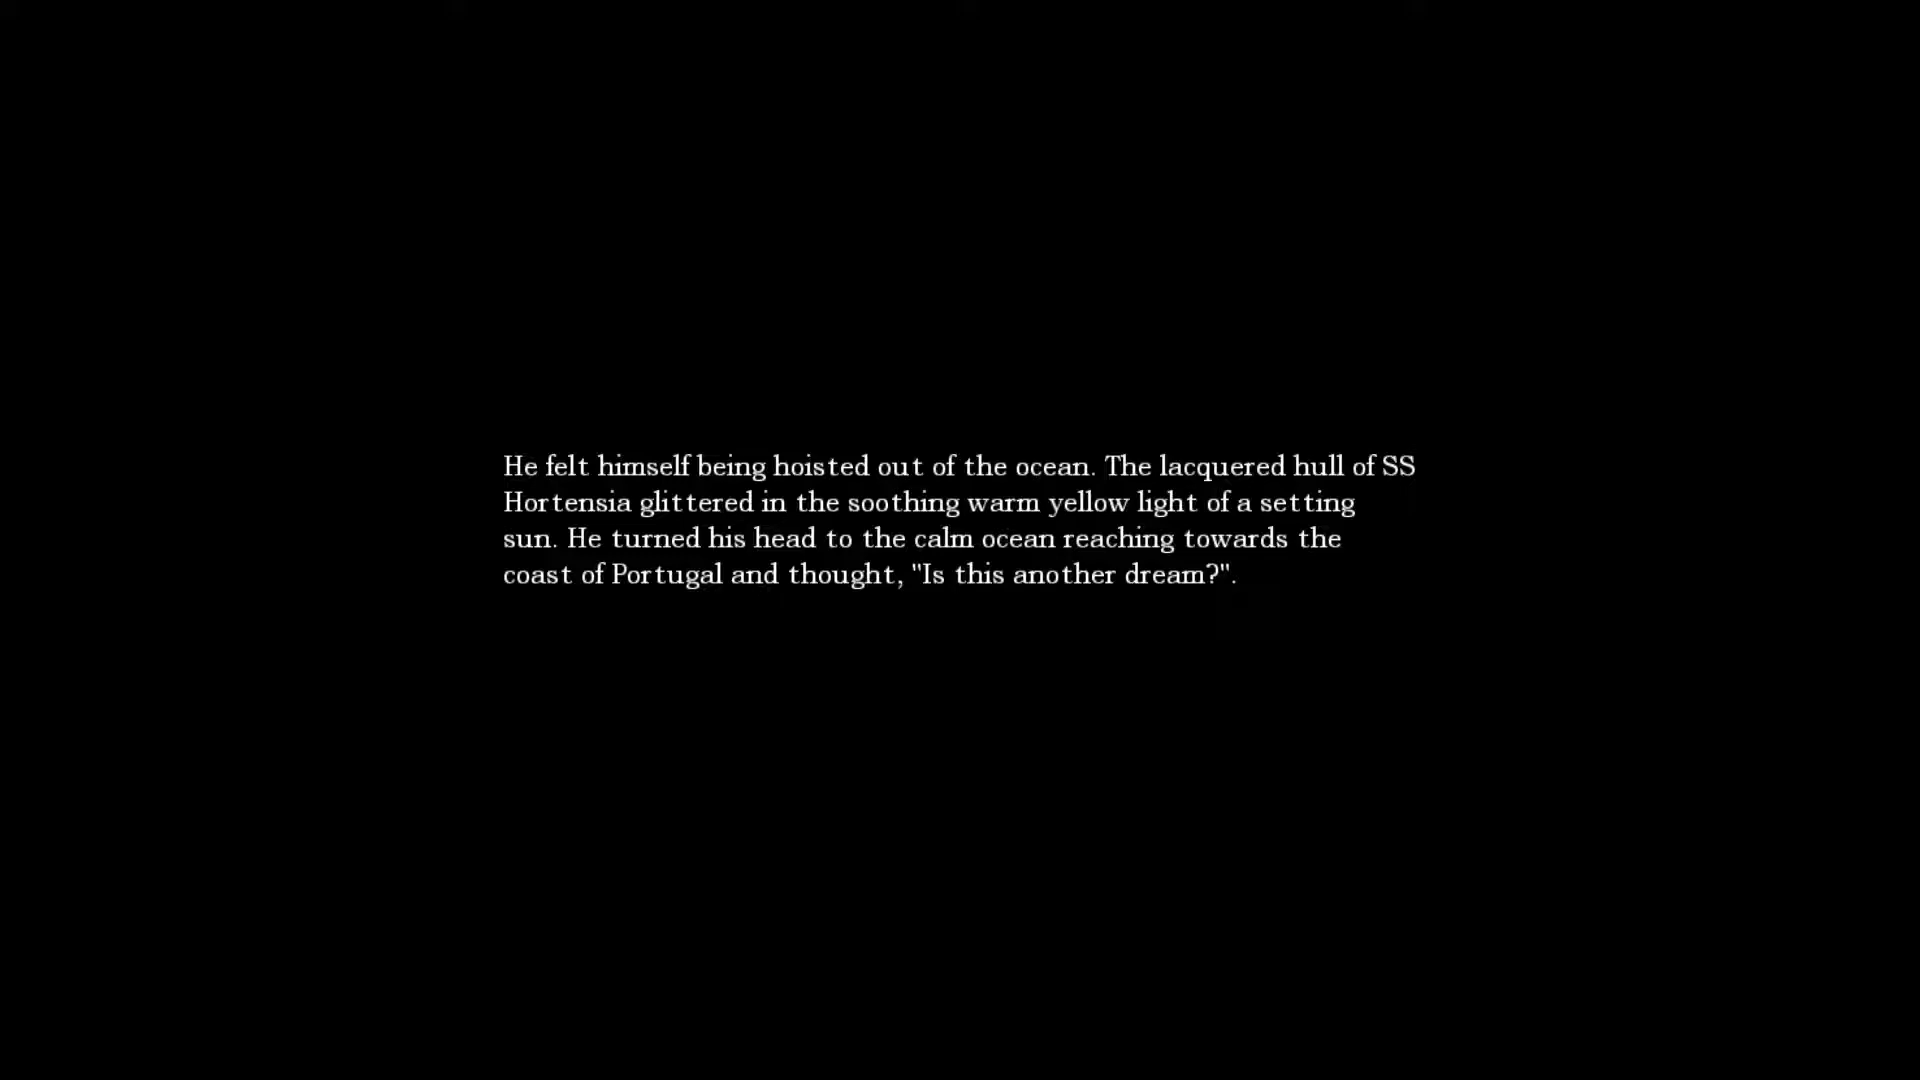 He felt himself being hoisted out of the ocean. The lacquered hull of SS
Hortensia glittered in the soothing warm yellow light of a setting
sun. He turned his head to the calm ocean reaching towards the
coast of Portugal and thought, "Is this another dream?".